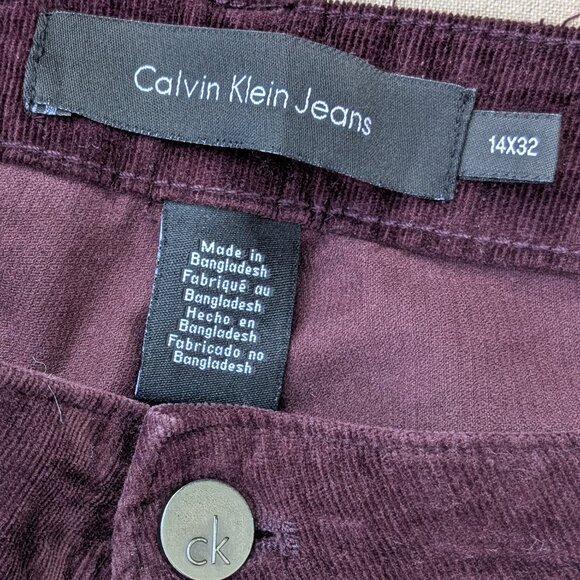 Calvin Klein Jeans
14X32
Made in
Bangladesh
Fabriqué au
Bangladesh
Hecho en
Bangladesh
Fabricado no
Bangladesh
ck